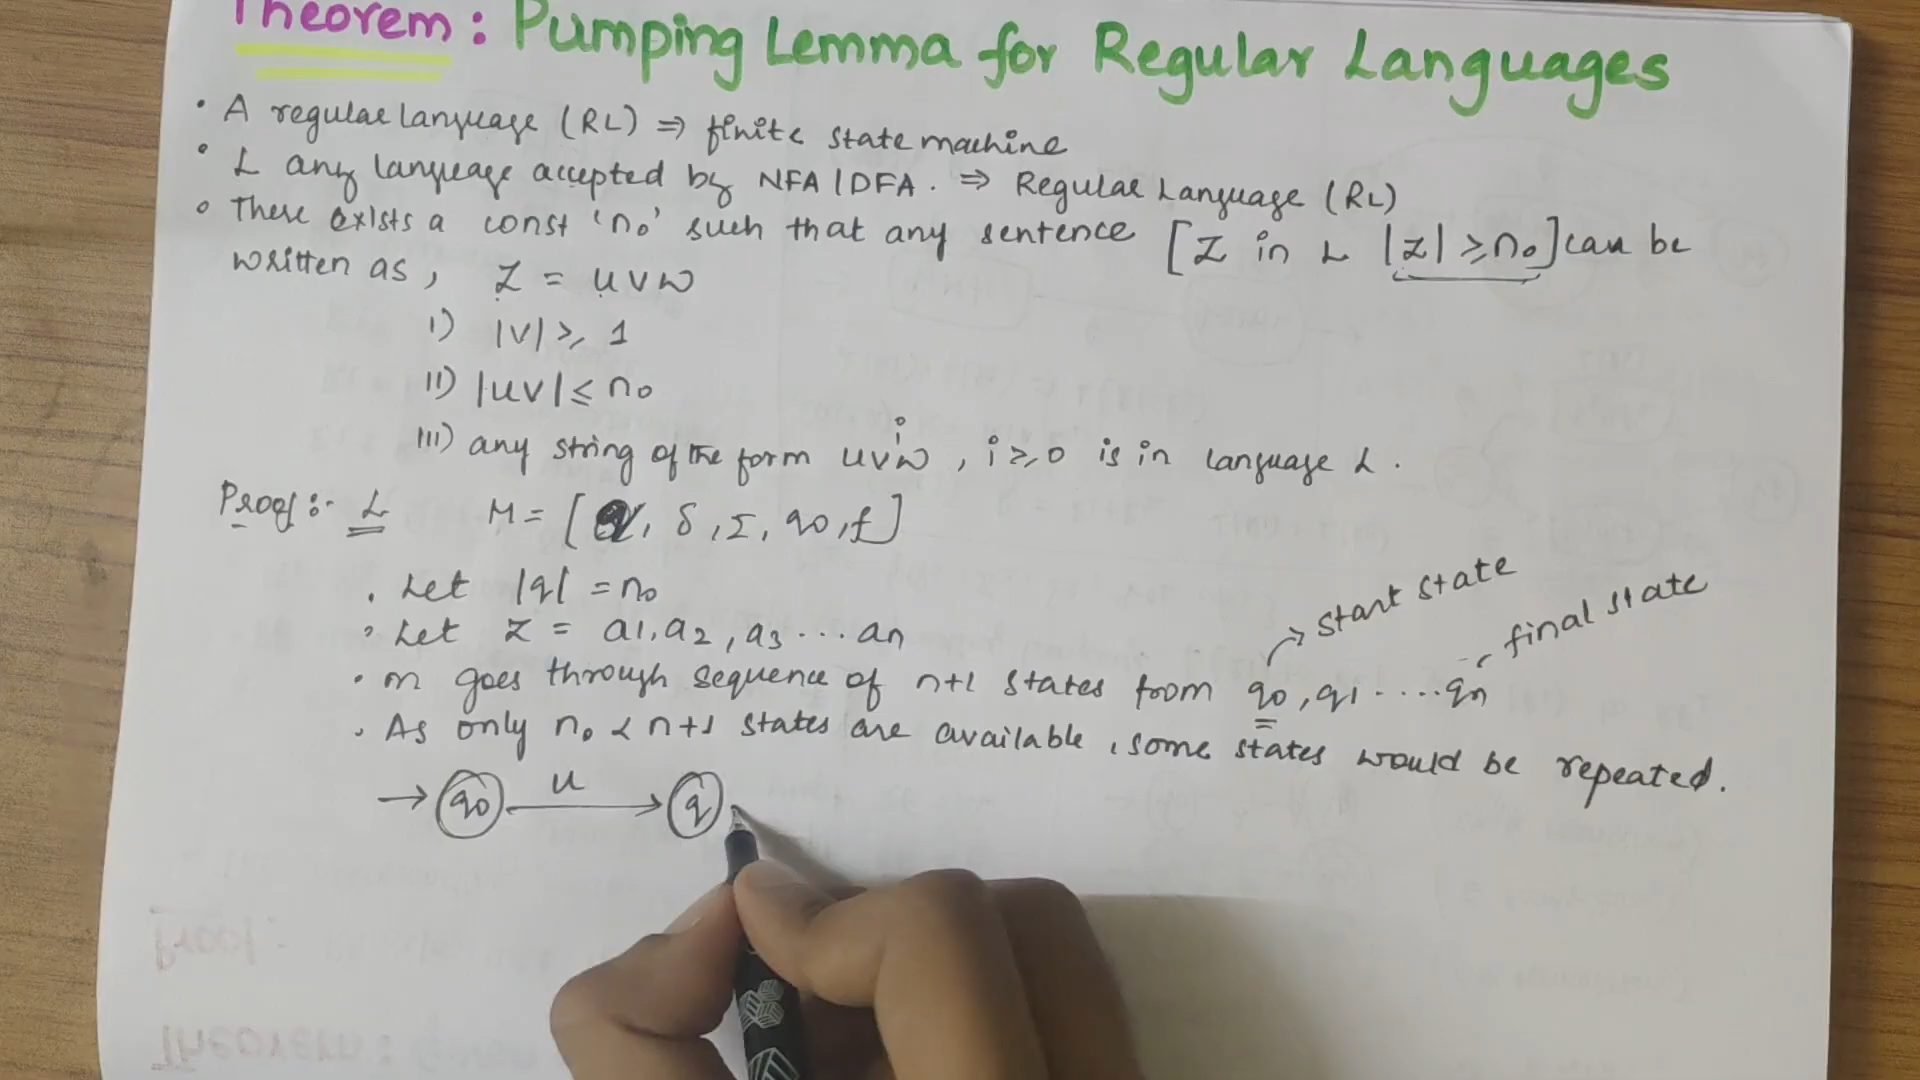 Theorem: Pumping Lemma for Regular Languages
• A regular language (RL) ⇒ finite state machine
• L any language accepted by NFA/DFA. ⇒ Regular Language (RL)
• There exists a const 'n₀' such that any sentence [Z in L |z| ≥ n₀] can be
written as, Z = uvw
i) |v| ≥ 1
ii) |uv| ≤ n₀
iii) any string of the form uvⁱw, i ≥ 0 is in language L.
Proof:- L M = [Q, δ, Σ, q0, f]
• Let |q| = n₀
• Let Z = a1, a2, a3 ... an
→ start state
final state
• m goes through sequence of n+1 states from q0, q1 ..... qn
• As only n₀ < n+1 states are available, some states would be repeated.
→ q0 u → q